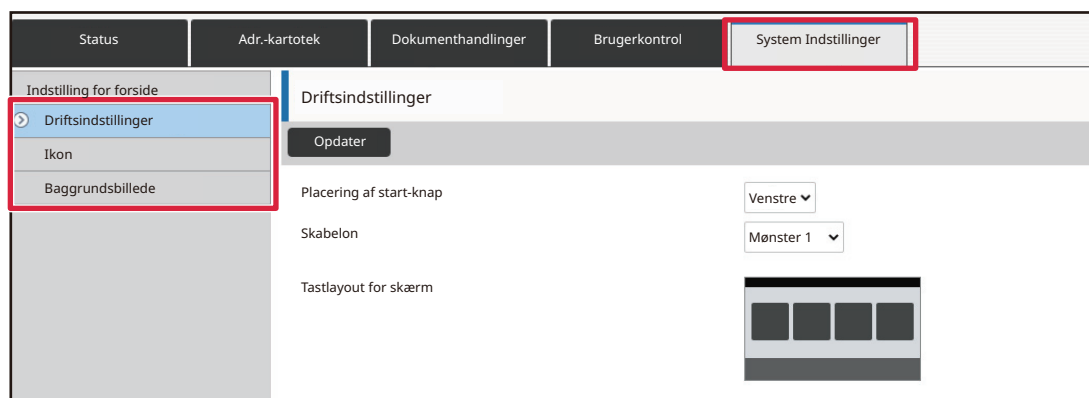 Status
Adr.-kartotek
Dokumenthandlinger
Brugerkontrol
System Indstillinger
Indstilling for forside
Driftsindstillinger
Ikon
Baggrundsbillede
Driftsindstillinger
Opdater
Placering af start-knap
Venstre
Skabelon
Mønster 1
Tastlayout for skærm